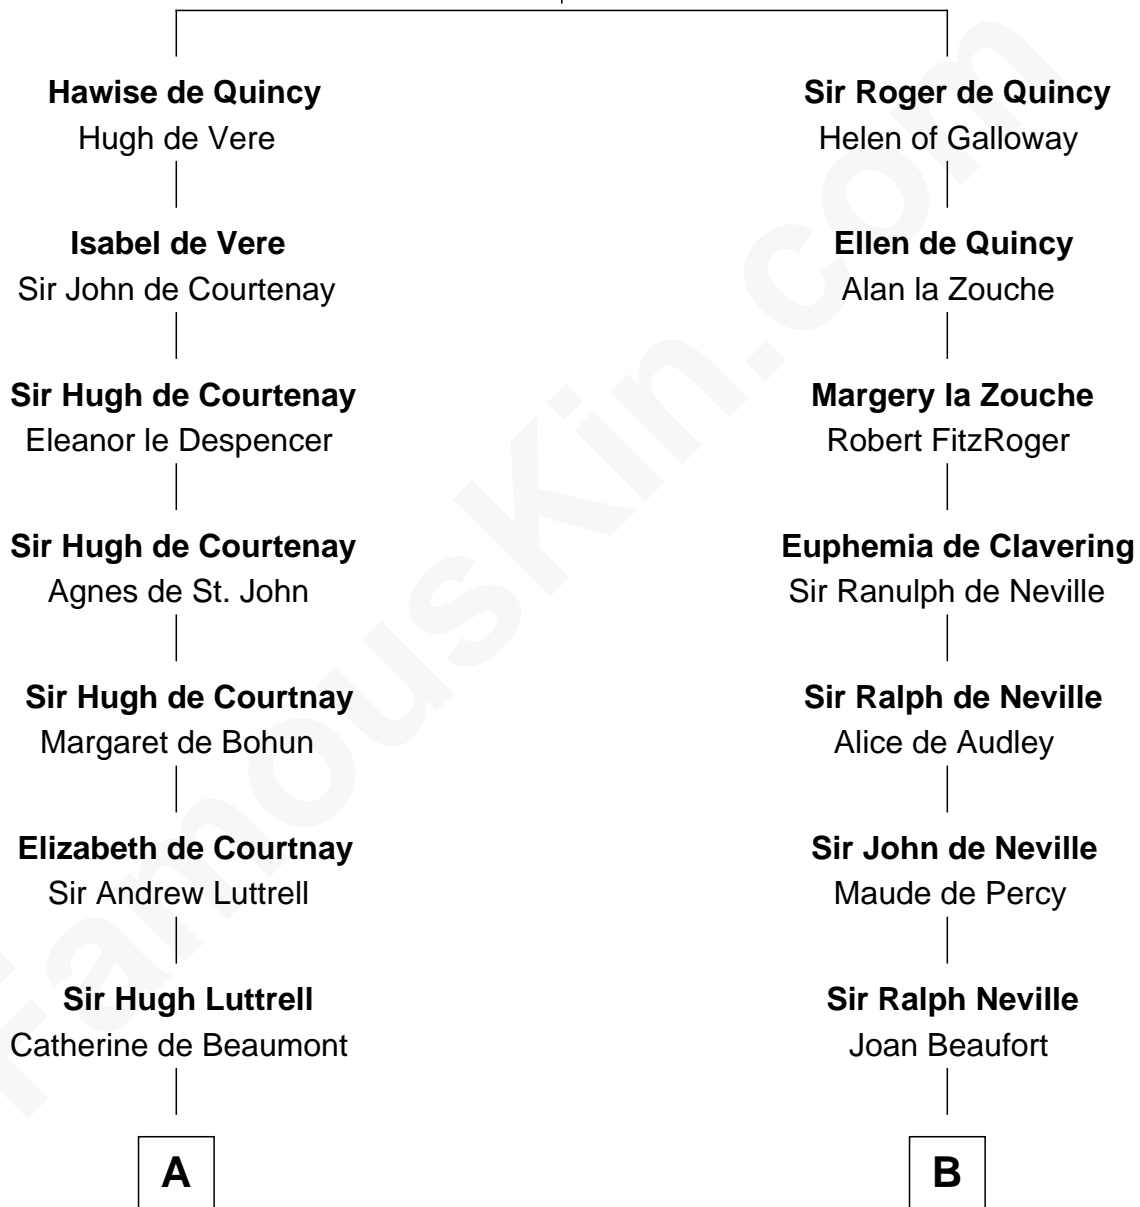 Hawise de Quincy
Hugh de Vere
Isabel de Vere
Sir John de Courtenay
Sir Hugh de Courtenay
Eleanor le Despencer
Sir Hugh de Courtenay
Agnes de St. John
Sir Hugh de Courtnay
Margaret de Bohun
Elizabeth de Courtnay
Sir Andrew Luttrell
Sir Hugh Luttrell
Catherine de Beaumont
A
Sir Roger de Quincy
Helen of Galloway
Ellen de Quincy
Alan la Zouche
Margery la Zouche
Robert FitzRoger
Euphemia de Clavering
Sir Ranulph de Neville
Sir Ralph de Neville
Alice de Audley
Sir John de Neville
Maude de Percy
Sir Ralph Neville
Joan Beaufort
B
FamousKin.com